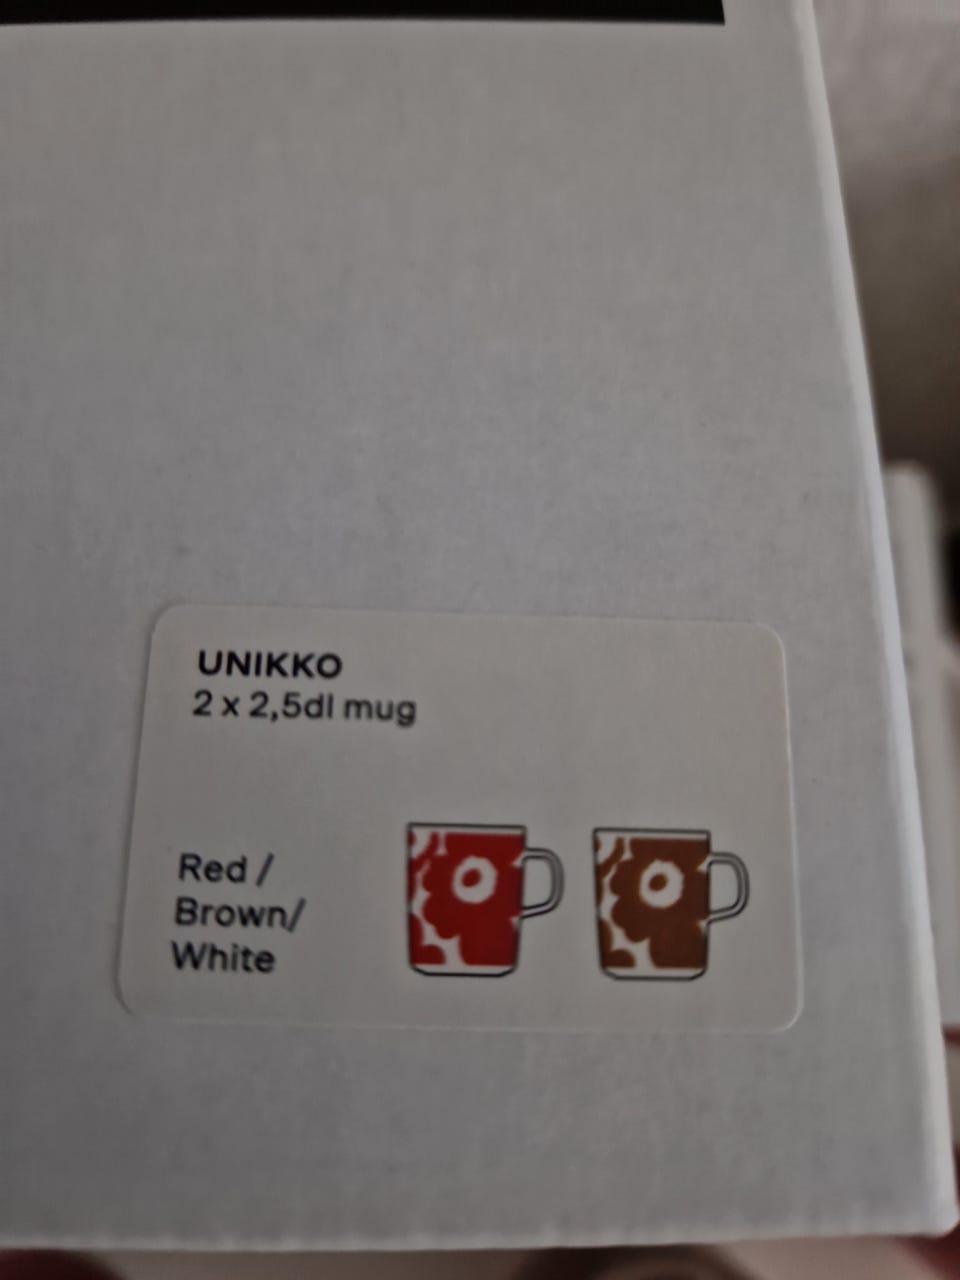 UNIKKO
2 x 2,5dl mug
Red /
Brown/
White